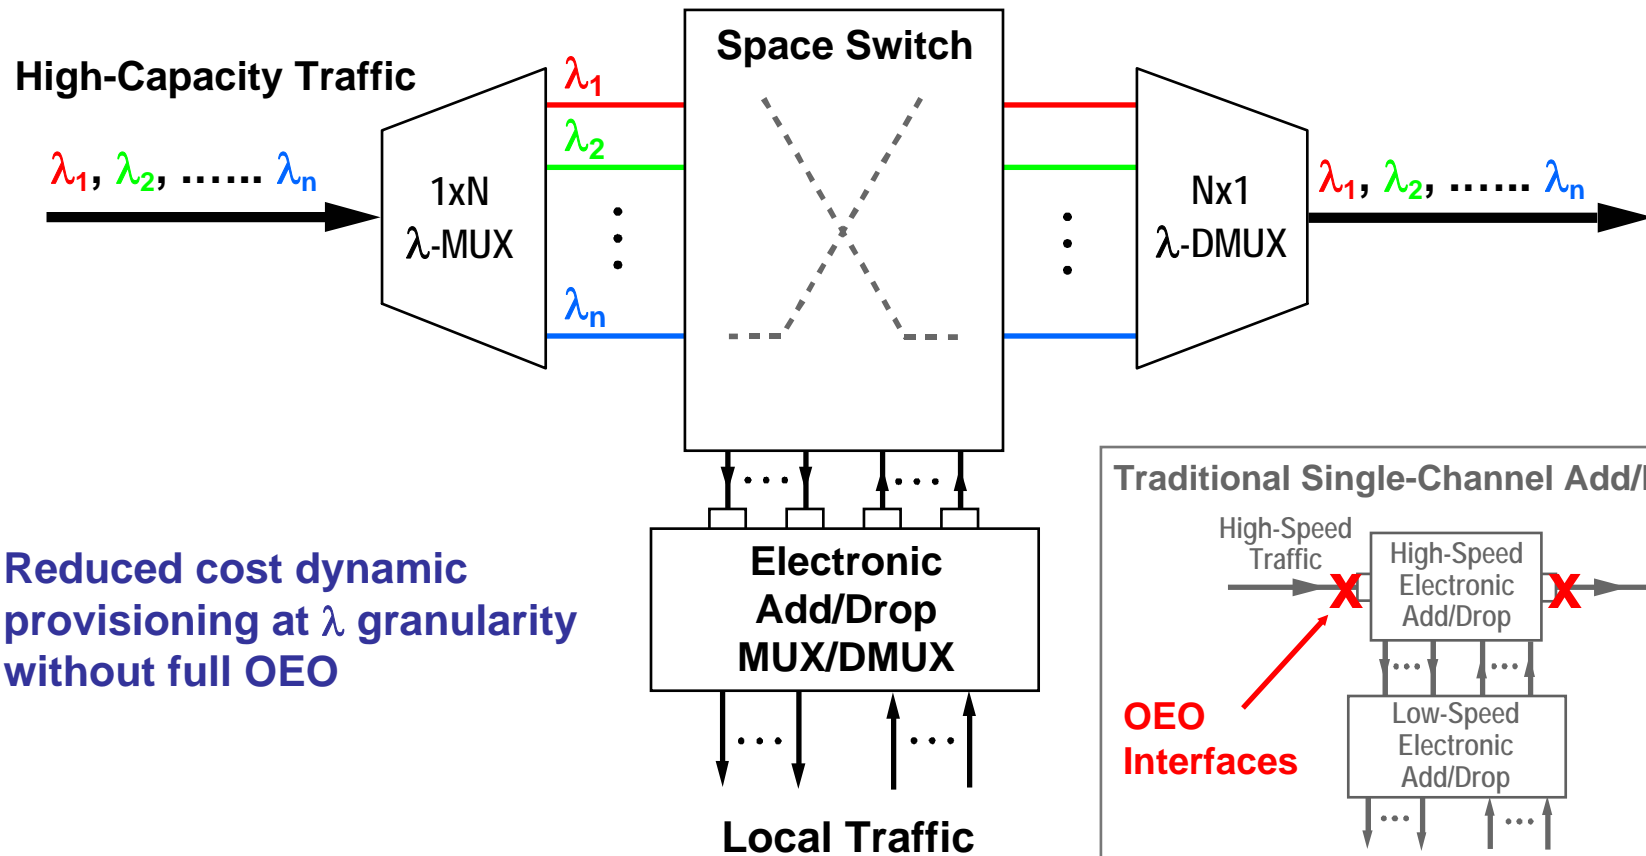 High-Capacity Traffic
λ1, λ2, ...... λn
1xN
λ-MUX
λ1
λ2
λn
Space Switch
Nx1
λ-DMUX
λ1, λ2, ...... λn
Electronic
Add/Drop
MUX/DMUX
Local Traffic
Reduced cost dynamic
provisioning at λ granularity
without full OEO
Traditional Single-Channel Add/
High-Speed
Traffic
X
High-Speed
Electronic
Add/Drop
X
OEO
Interfaces
Low-Speed
Electronic
Add/Drop